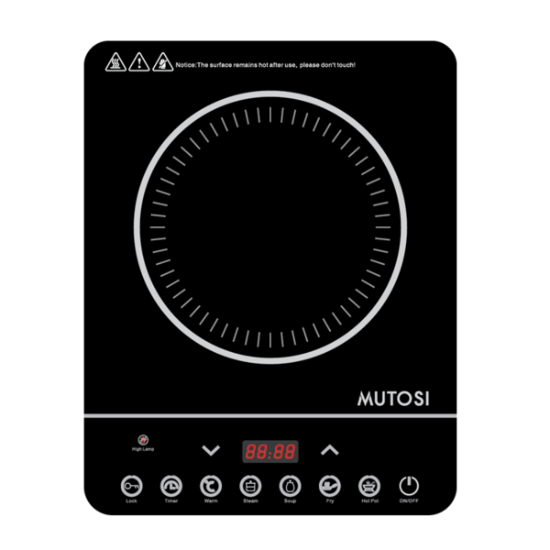 Notice:The surface remains hot after use, please don't touch!
MUTOSI
High Lamp
88:88
Lock Timer Warm Steam Soup Fry Hot Pot ON/OFF